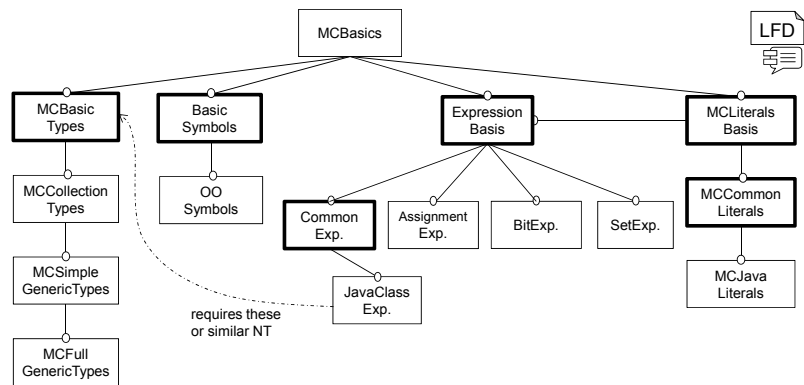 MCBasics
LFD
MCBasic
Types
Basic
Symbols
Expression
Basis
MCLiterals
Basis
MCCollection
Types
OO
Symbols
Common
Exp.
Assignment
Exp.
BitExp.
SetExp.
MCCommon
Literals
MCSimple
GenericTypes
JavaClass
Exp.
MCJava
Literals
requires these
or similar NT
MCFull
GenericTypes